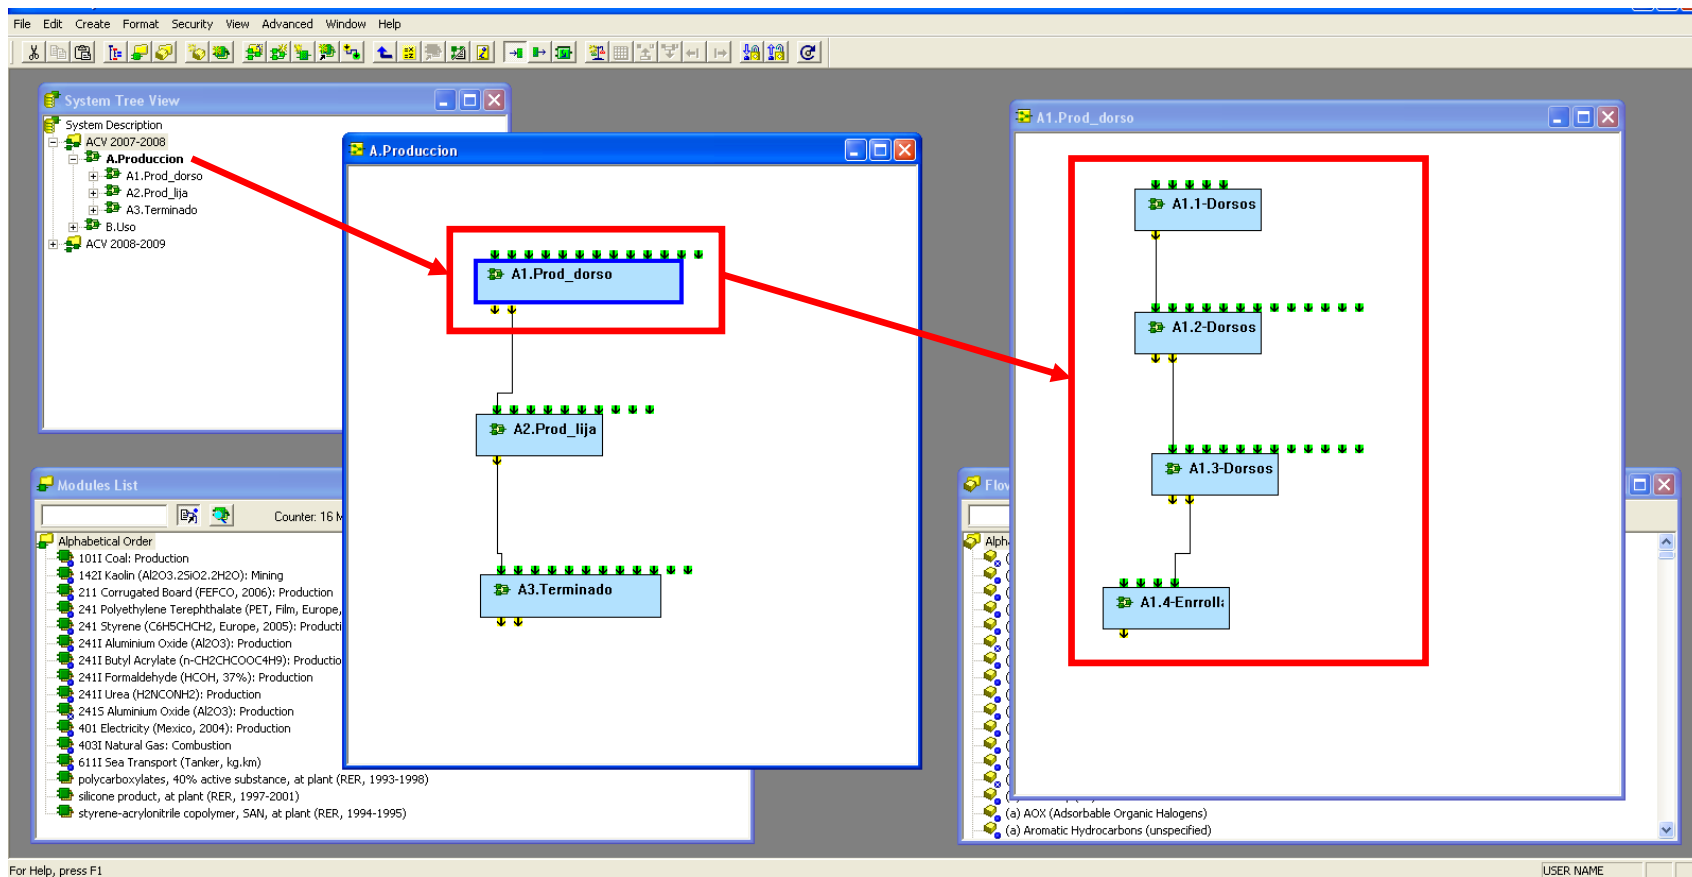 File Edit Create Format Security View Advanced Window Help
System Tree View
System Description
ACV 2007-2008
A.Produccion
A1.Prod_dorso
A2.Prod_lija
A3.Terminado
B.Uso
ACV 2008-2009
A.Produccion
A1.Prod_dorso
A2.Prod_lija
A3.Terminado
A1.Prod_dorso
A1.1-Dorsos
A1.2-Dorsos
A1.3-Dorsos
A1.4-Enrroll
Modules List
Counter: 16 M
Alphabetical Order
101I Coal: Production
142I Kaolin (Al2O3.2SiO2.2H2O): Mining
211 Corrugated Board (FEFCO, 2006): Production
241 Polyethylene Terephthalate (PET, Film, Europe,
241 Styrene (C6H5CHCH2, Europe, 2005): Producti
241I Aluminium Oxide (Al2O3): Production
241I Butyl Acrylate (n-CH2CHCOOC4H9): Productio
241I Formaldehyde (HCOH, 37%): Production
241I Urea (H2NCONH2): Production
241S Aluminium Oxide (Al2O3): Production
401 Electricity (Mexico, 2004): Production
403I Natural Gas: Combustion
611I Sea Transport (Tanker, kg.km)
polycarboxylates, 40% active substance, at plant (RER, 1993-1998)
silicone product, at plant (RER, 1997-2001)
styrene-acrylonitrile copolymer, SAN, at plant (RER, 1994-1995)
Flov
Alph
(a) AOX (Adsorbable Organic Halogens)
(a) Aromatic Hydrocarbons (unspecified)
For Help, press F1
USER NAME